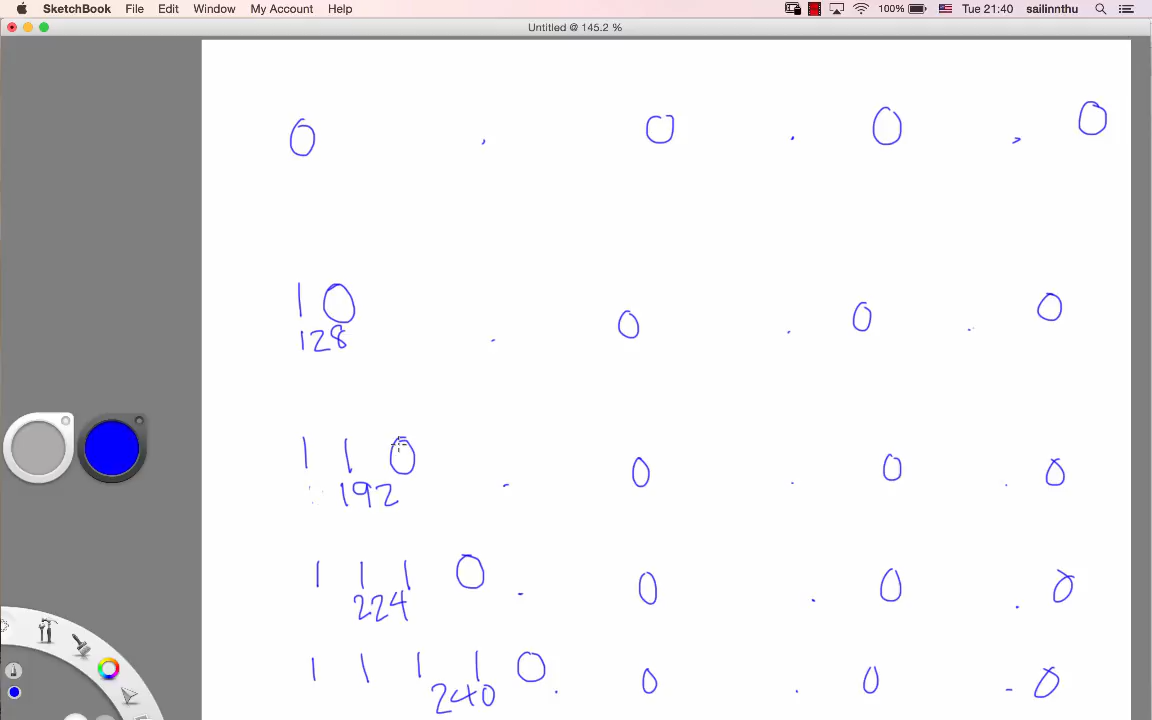 SketchBook File Edit Window My Account Help 100% Tue 21:40 sailinnthu
Untitled @ 145.2 %
0 . 0 . 0 . 0
1 0 . 0 . 0 . 0
128
1 1 0 . 0 . 0 . 0
192
1 1 1 0 . 0 . 0 . 0
224
1 1 1 1 0 . 0 . 0 . 0
240